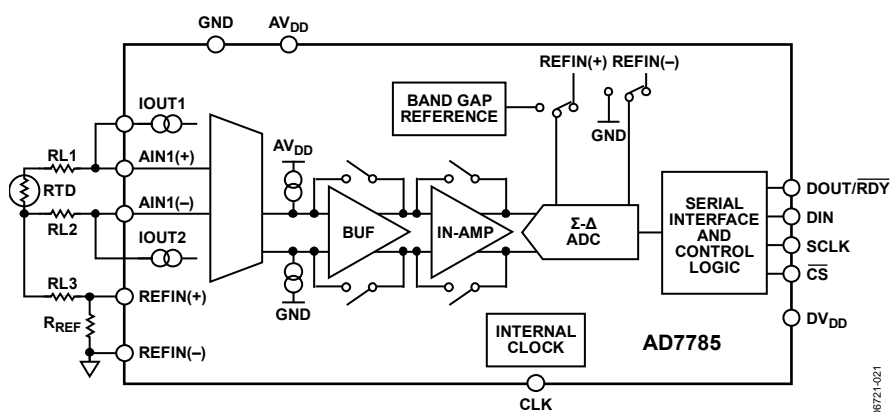 GND AVDD
IOUT1
REFIN(+) REFIN(–)
BAND GAP
REFERENCE
GND
RL1
AIN1(+)
AVDD
RTD
RL2
AIN1(–)
BUF
IN-AMP
Σ-Δ
ADC
SERIAL
INTERFACE
AND
CONTROL
LOGIC
DOUT/RDY
DIN
SCLK
CS
IOUT2
RL3
REFIN(+)
GND
RREF
REFIN(–)
INTERNAL
CLOCK
AD7785
DVDD
CLK
06721-021